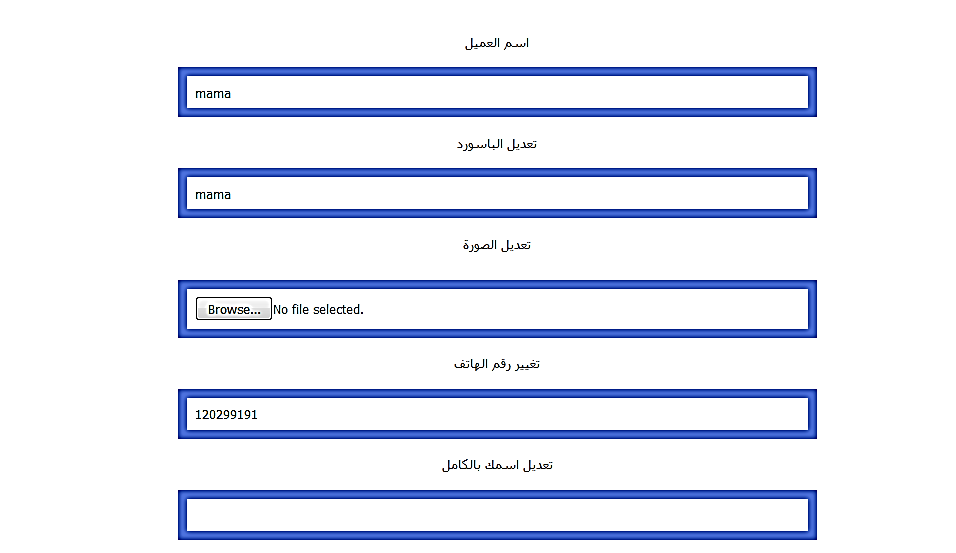 اسم العميل
mama
تعديل الباسورد
mama
تعديل الصورة
Browse... No file selected.
تغيير رقم الهاتف
120299191
تعديل اسمك بالكامل